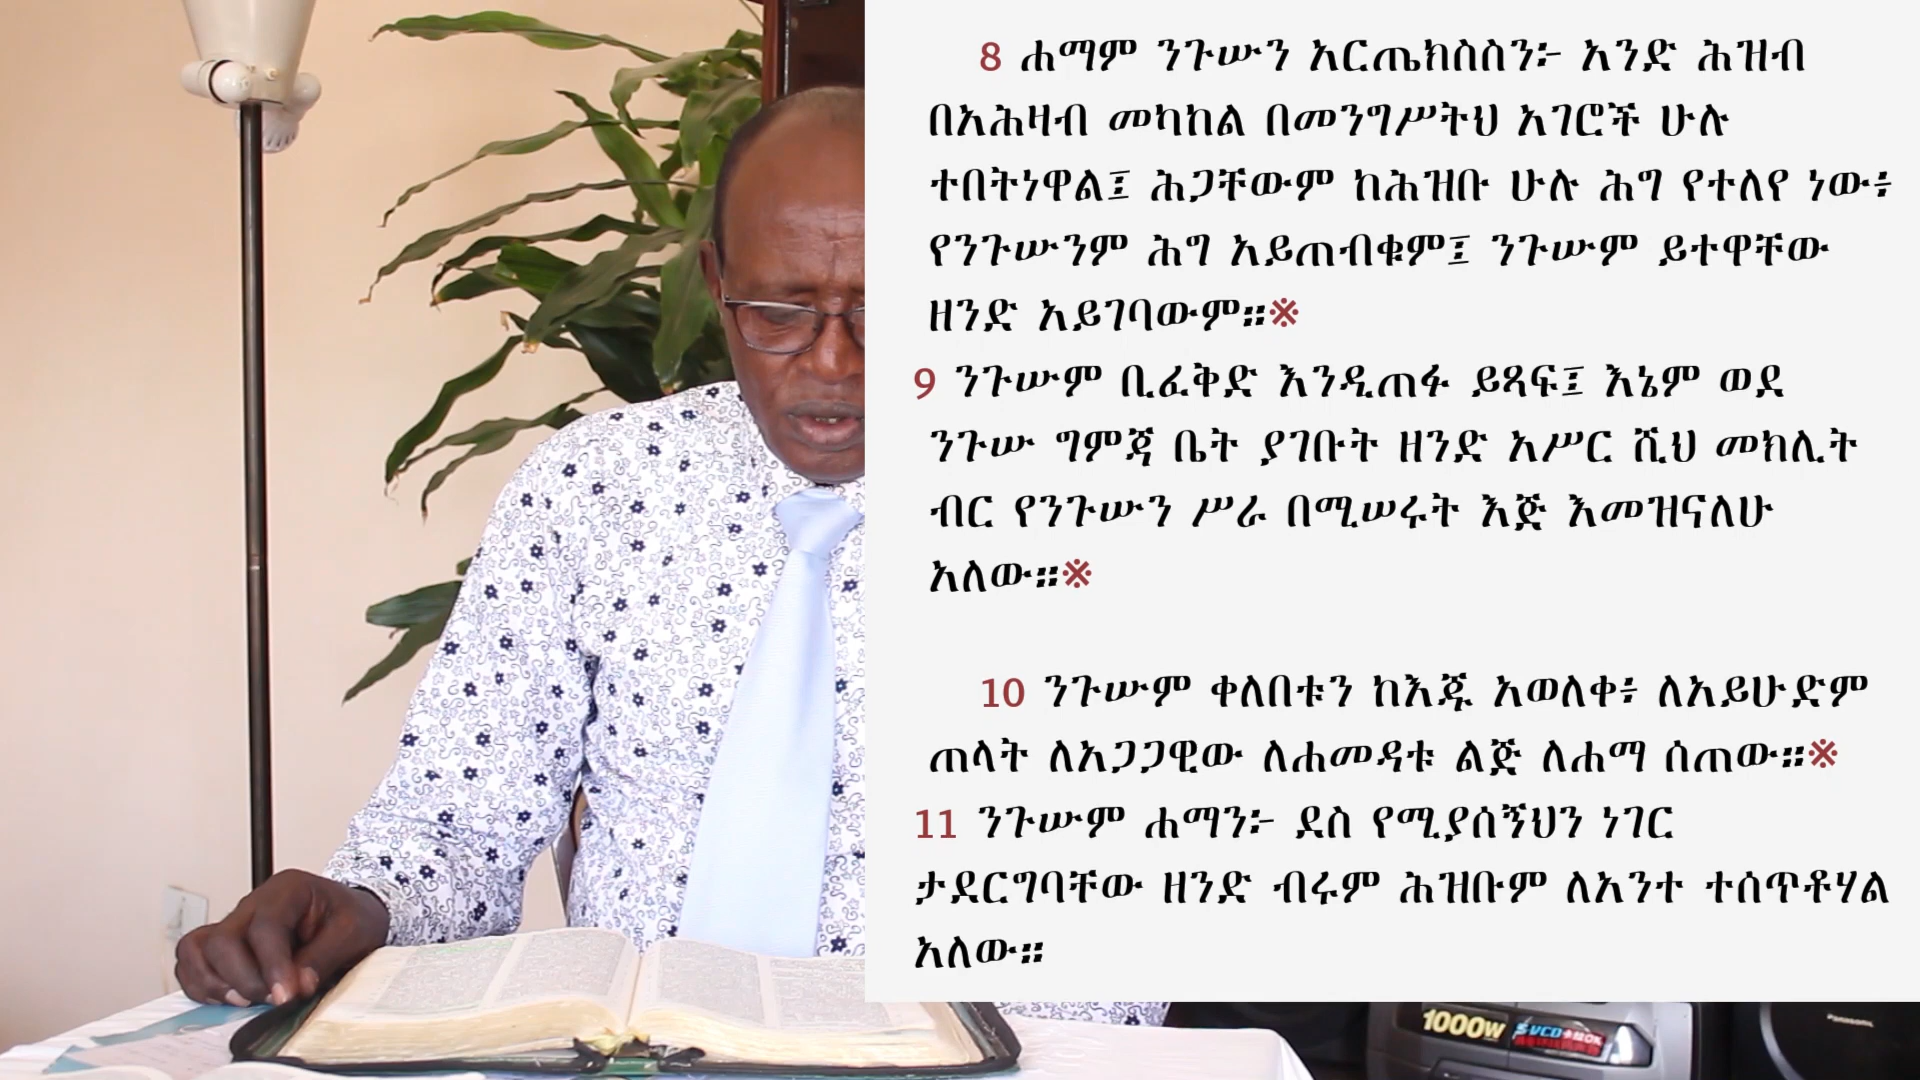 8 ሐማም ንጉሡን አርጤክስስን፦ አንድ ሕዝብ
በአሕዛብ መካከል በመንግሥትህ አገሮች ሁሉ
ተበትነዋል፤ ሕጋቸውም ከሕዝቡ ሁሉ ሕግ የተለየ ነው፥
የንጉሡንም ሕግ አይጠብቁም፤ ንጉሡም ይተዋቸው
ዘንድ አይገባውም።※
9 ንጉሡም ቢፈቅድ እንዲጠፉ ይጻፍ፤ እኔም ወደ
ንጉሡ ግምጃ ቤት ያገቡት ዘንድ አሥር ሺህ መክሊት
ብር የንጉሡን ሥራ በሚሠሩት እጅ እመዝናለሁ
አለው።※
10 ንጉሡም ቀለበቱን ከእጁ አወለቀ፥ ለአይሁድም
ጠላት ለአጋጋዊው ለሐመዳቱ ልጅ ለሐማ ሰጠው።※
11 ንጉሡም ሐማን፦ ደስ የሚያሰኝህን ነገር
ታደርግባቸው ዘንድ ብሩም ሕዝቡም ለአንተ ተሰጥቶሃል
አለው።
1000W
SVCD
Panasonic